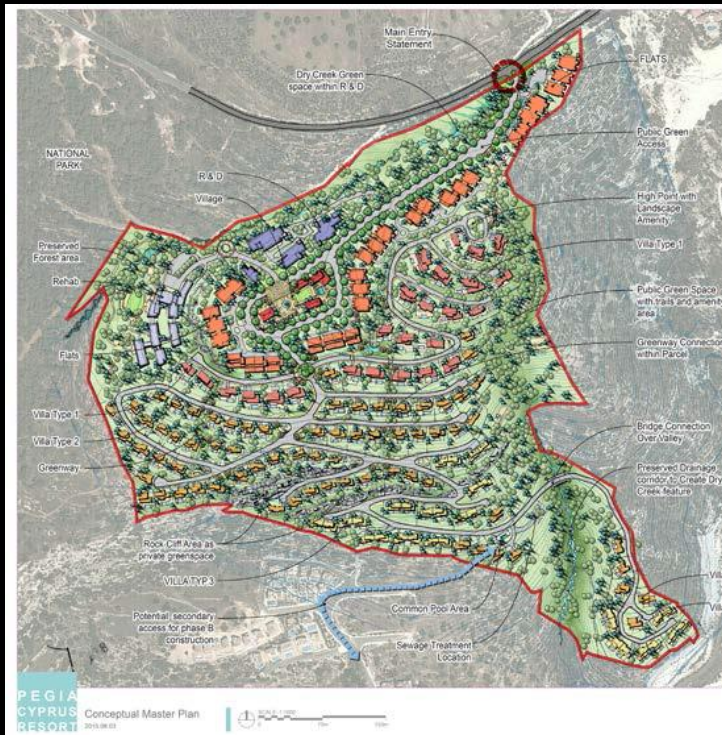 Main Entry
Statement
FLATS
Dry Creek Green
space within R & D
Public Green
Access
NATIONAL
PARK
R & D
Village
High Point with
Landscape
Amenity
Villa Type 1
Preserved
Forest area
Rehab
Public Green Space
with trails and amenity
area
Greenway Connection
within Parcel
Flats
Villa Type 1
Villa Type 2
Greenway
Bridge Connection
Over Valley
Preserved Drainage
corridor to Create Dry
Creek feature
Rock Cliff Area as
private greenspace
VILLA TYP.3
Potential secondary
access for phase B
construction
Common Pool Area
Sewage Treatment
Location
PEGIA
CYPRUS
RESORT
Conceptual Master Plan